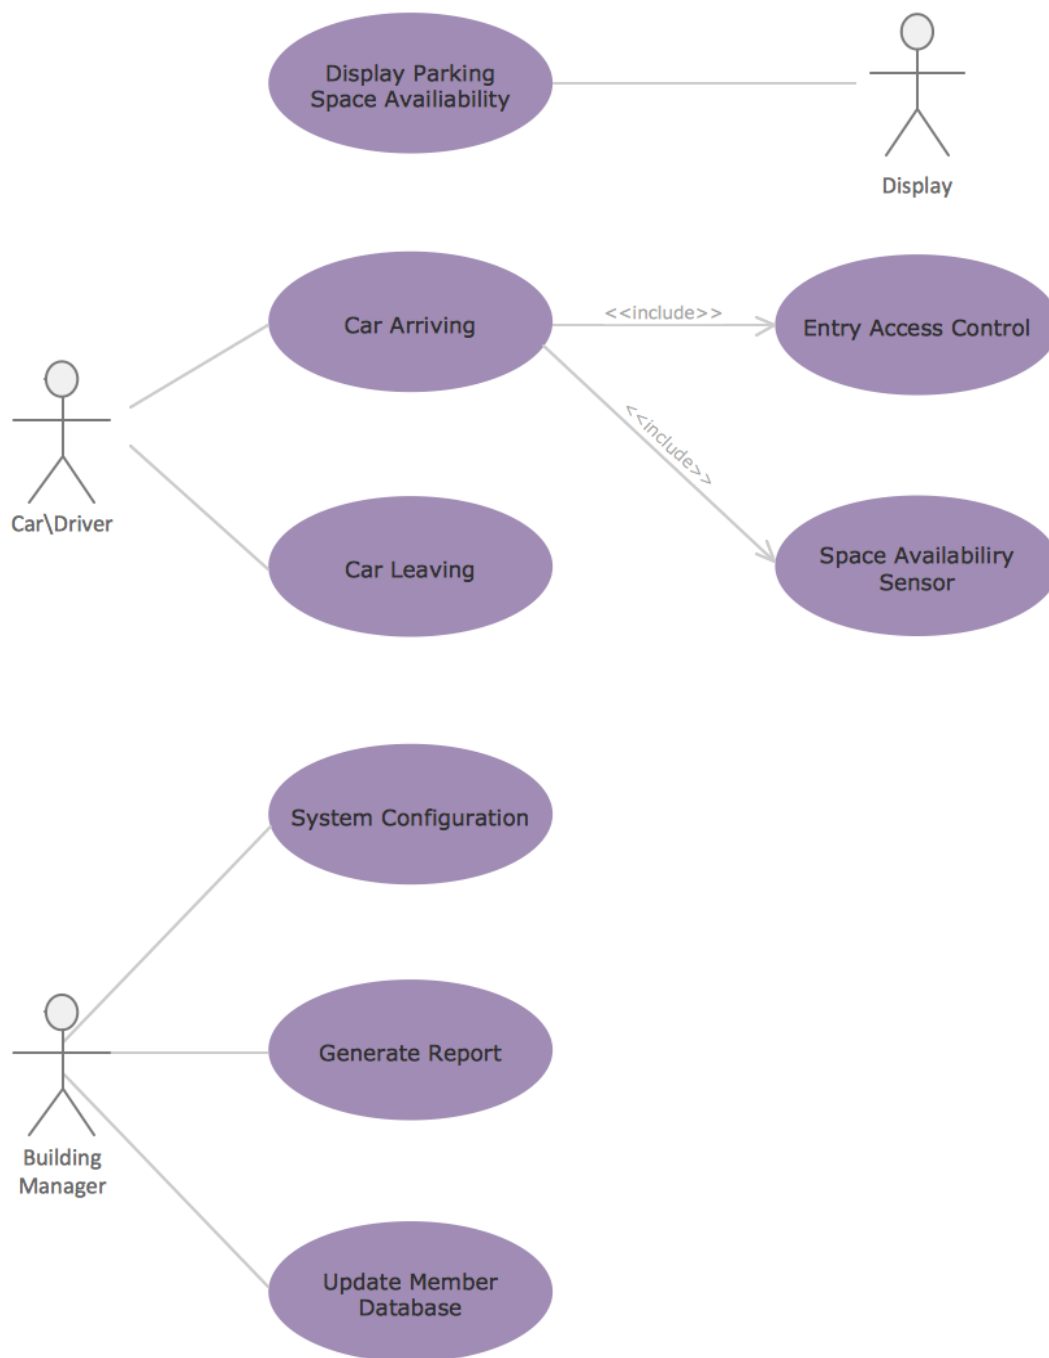 Display Parking
Space Availiability
Display
Car Arriving
<<include>>
Entry Access Control
<<include>>
Car\Driver
Car Leaving
Space Availabiliry
Sensor
System Configuration
Generate Report
Building
Manager
Update Member
Database